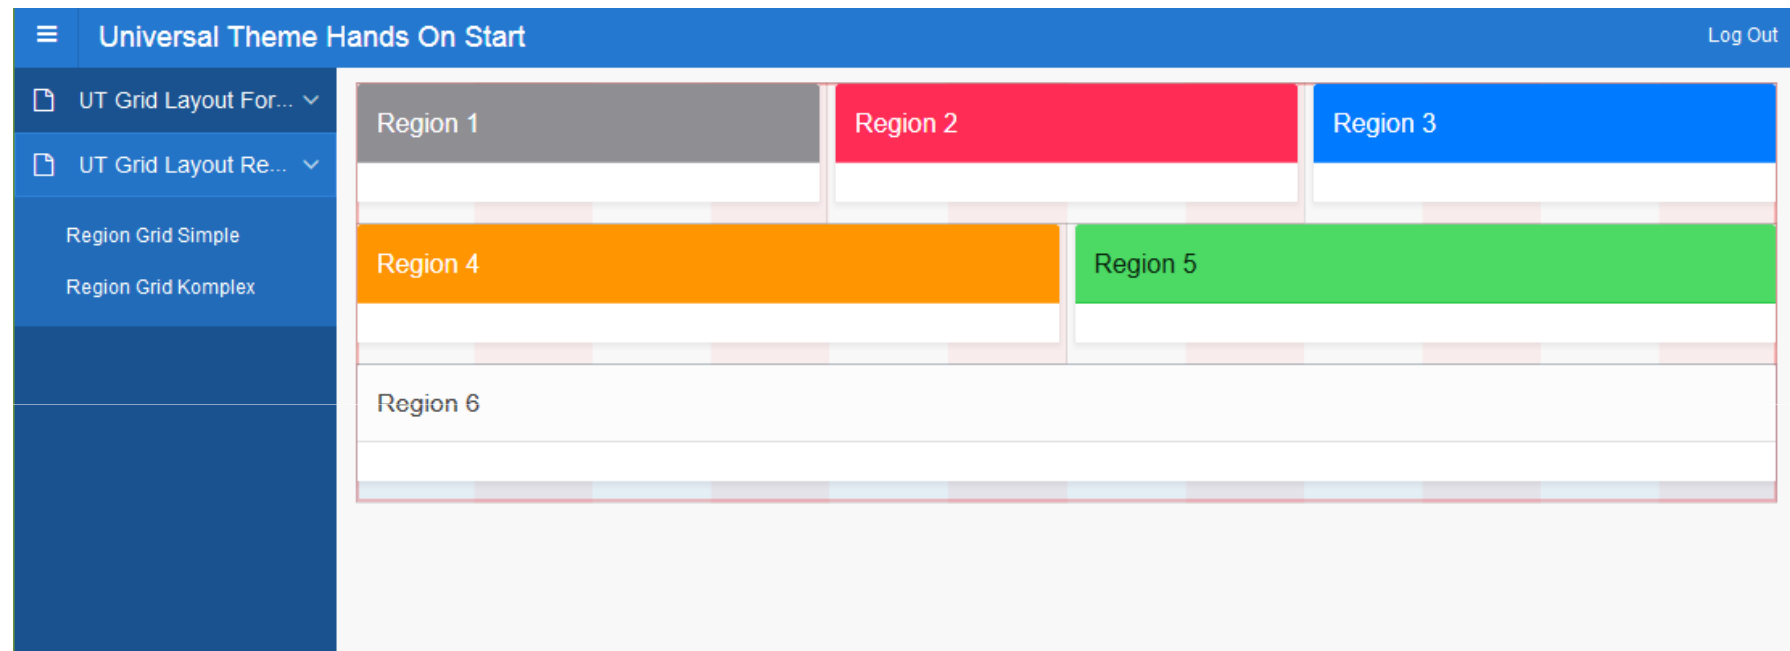 Universal Theme Hands On Start
Log Out
UT Grid Layout For...
UT Grid Layout Re...
Region Grid Simple
Region Grid Komplex
Region 1
Region 2
Region 3
Region 4
Region 5
Region 6